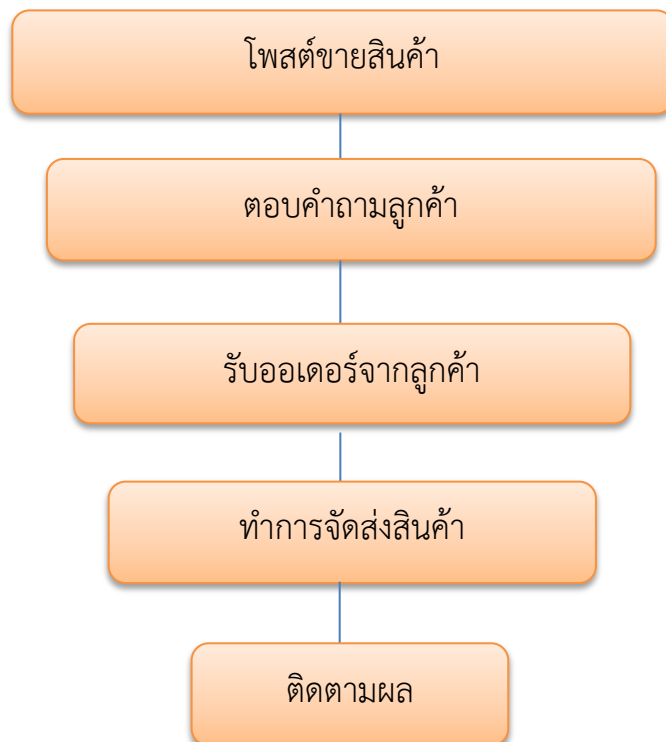 โพสต์ขายสินค้า
ตอบคำถามลูกค้า
รับออเดอร์จากลูกค้า
ทำการจัดส่งสินค้า
ติดตามผล